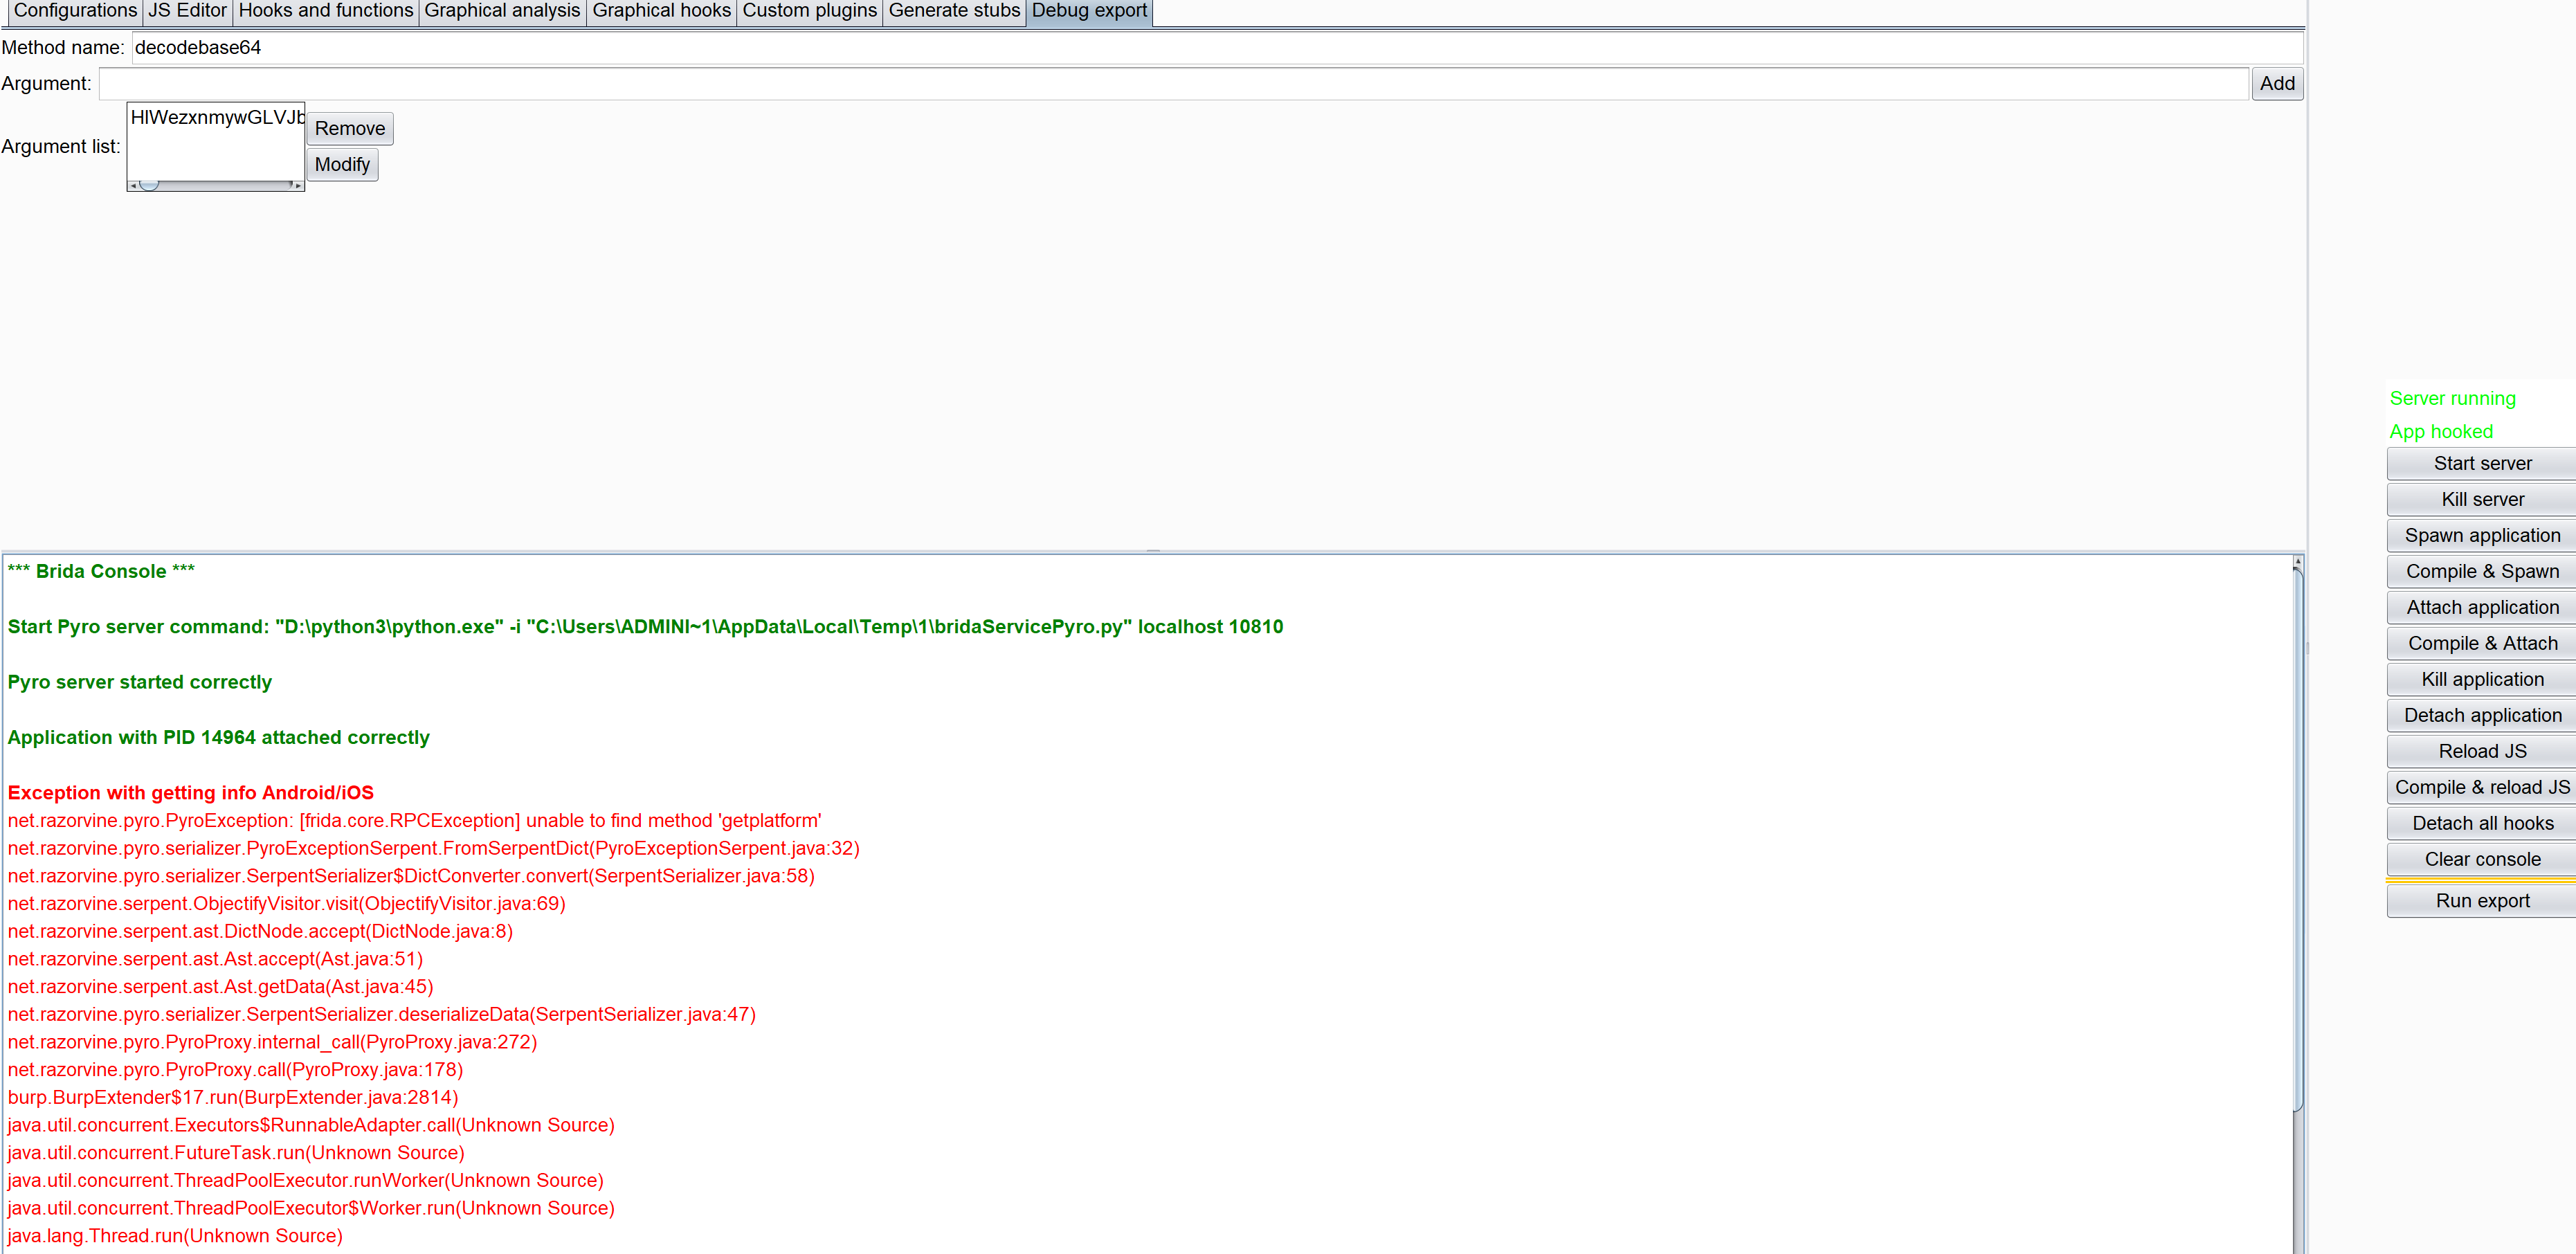 Configurations JS Editor Hooks and functions Graphical analysis Graphical hooks Custom plugins Generate stubs Debug export
Method name: decodebase64
Argument: Add
Argument list: HlWezxnmywGLVJb
Remove
Modify
*** Brida Console ***
Start Pyro server command: "D:\python3\python.exe" -i "C:\Users\ADMINI~1\AppData\Local\Temp\1\bridaServicePyro.py" localhost 10810
Pyro server started correctly
Application with PID 14964 attached correctly
Exception with getting info Android/iOS
net.razorvine.pyro.PyroException: [frida.core.RPCException] unable to find method 'getplatform'
net.razorvine.pyro.serializer.PyroExceptionSerpent.FromSerpentDict(PyroExceptionSerpent.java:32)
net.razorvine.pyro.serializer.SerpentSerializer$DictConverter.convert(SerpentSerializer.java:58)
net.razorvine.serpent.ObjectifyVisitor.visit(ObjectifyVisitor.java:69)
net.razorvine.serpent.ast.DictNode.accept(DictNode.java:8)
net.razorvine.serpent.ast.Ast.accept(Ast.java:51)
net.razorvine.serpent.ast.Ast.getData(Ast.java:45)
net.razorvine.pyro.serializer.SerpentSerializer.deserializeData(SerpentSerializer.java:47)
net.razorvine.pyro.PyroProxy.internal_call(PyroProxy.java:272)
net.razorvine.pyro.PyroProxy.call(PyroProxy.java:178)
burp.BurpExtender$17.run(BurpExtender.java:2814)
java.util.concurrent.Executors$RunnableAdapter.call(Unknown Source)
java.util.concurrent.FutureTask.run(Unknown Source)
java.util.concurrent.ThreadPoolExecutor.runWorker(Unknown Source)
java.util.concurrent.ThreadPoolExecutor$Worker.run(Unknown Source)
java.lang.Thread.run(Unknown Source)
Server running
App hooked
Start server
Kill server
Spawn application
Compile & Spawn
Attach application
Compile & Attach
Kill application
Detach application
Reload JS
Compile & reload JS
Detach all hooks
Clear console
Run export